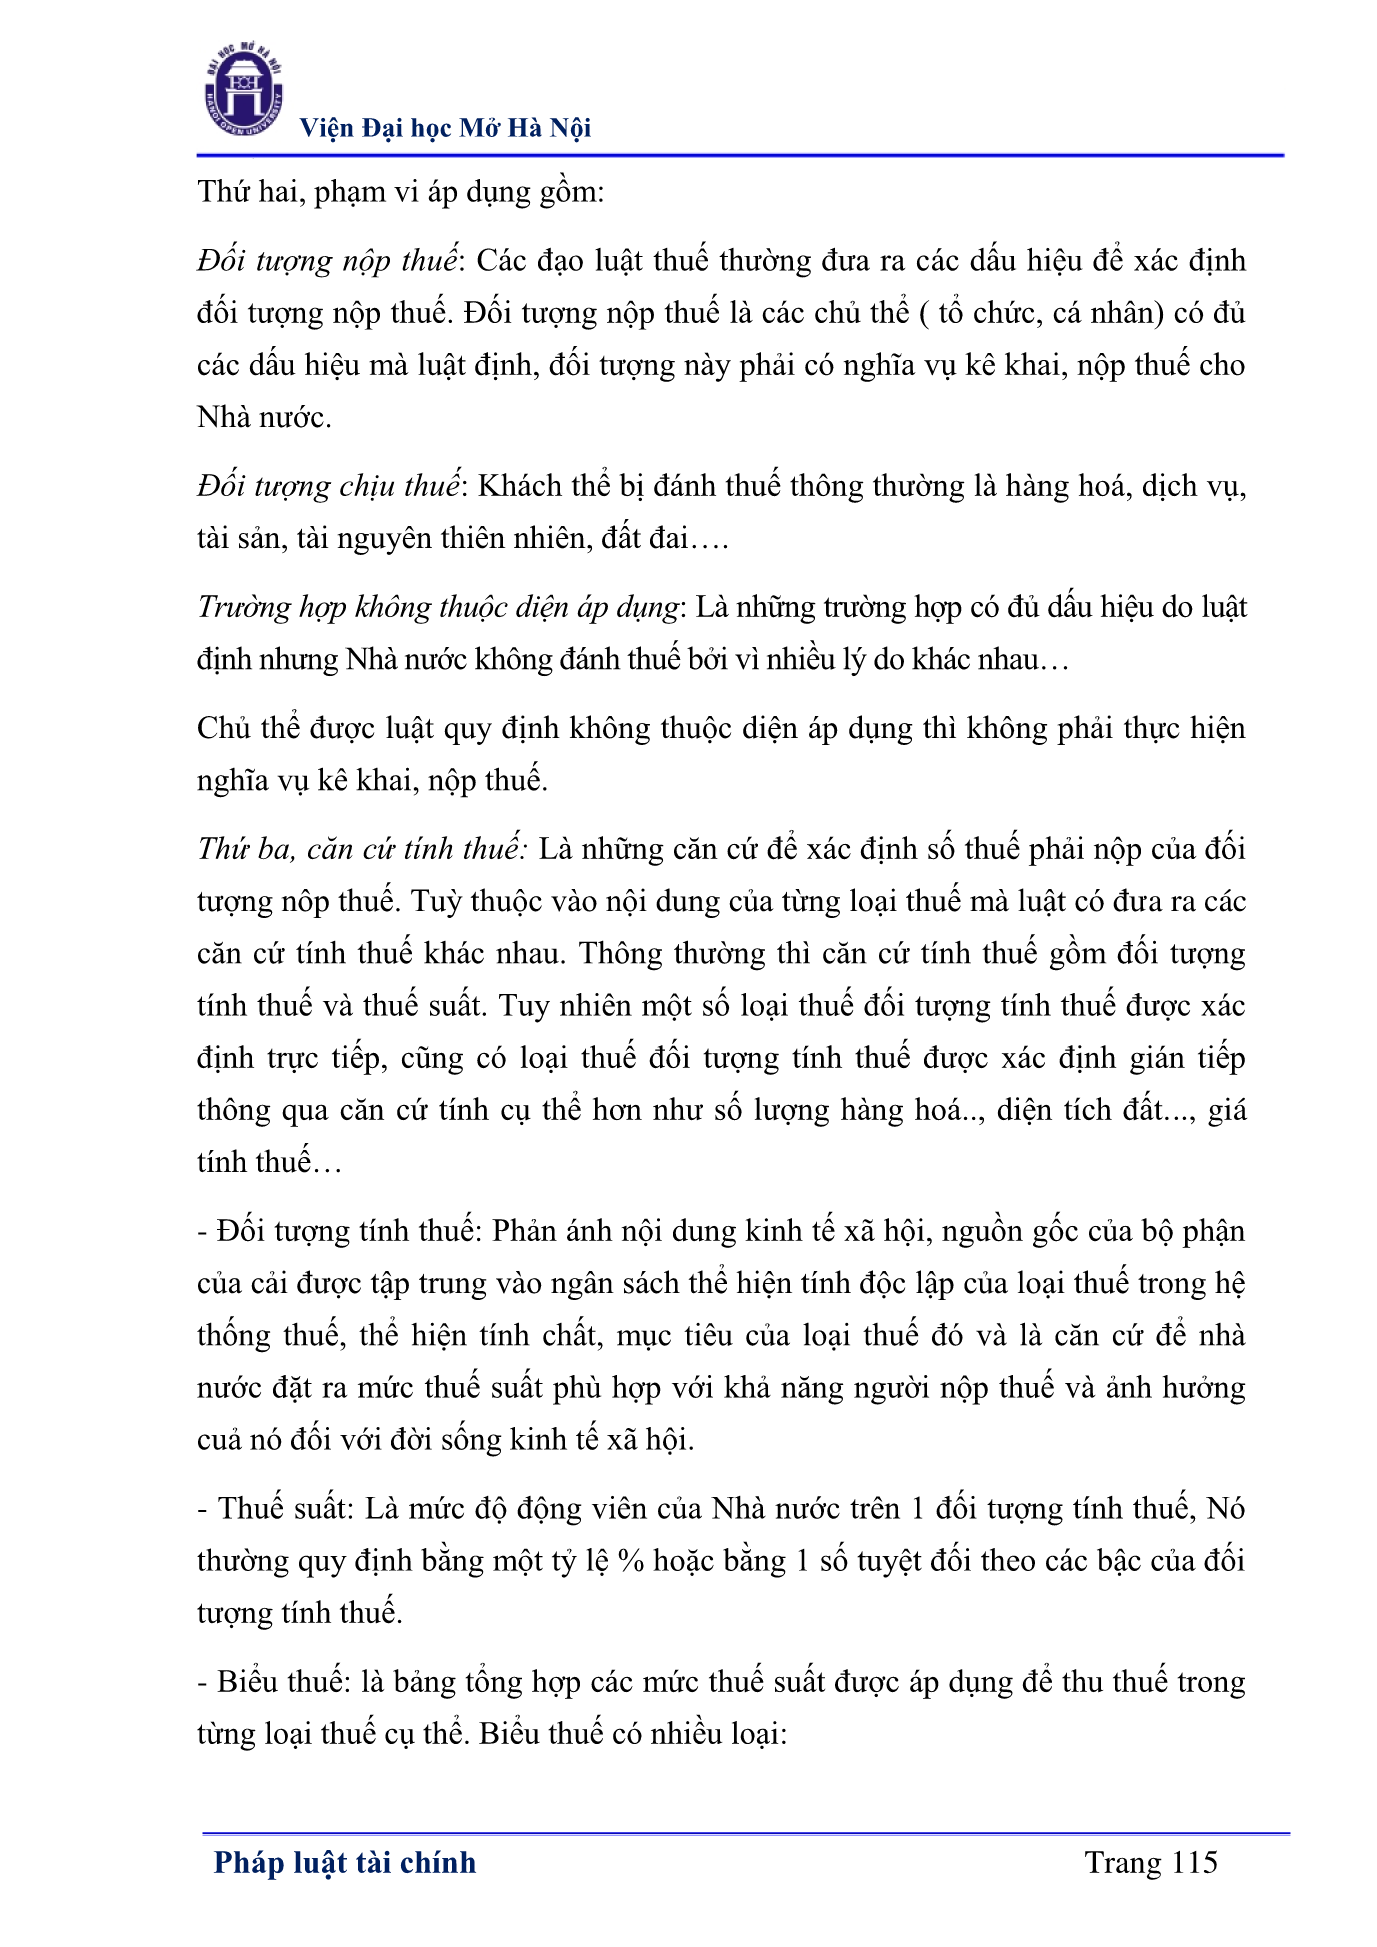 ĐẠI HỌC MỞ HÀ NỘI
HANOI OPEN UNIVERSITY
Viện Đại học Mở Hà Nội
Thứ hai, phạm vi áp dụng gồm:
Đối tượng nộp thuế: Các đạo luật thuế thường đưa ra các dấu hiệu để xác định
đối tượng nộp thuế. Đối tượng nộp thuế là các chủ thể ( tổ chức, cá nhân) có đủ
các dấu hiệu mà luật định, đối tượng này phải có nghĩa vụ kê khai, nộp thuế cho
Nhà nước.
Đối tượng chịu thuế: Khách thể bị đánh thuế thông thường là hàng hoá, dịch vụ,
tài sản, tài nguyên thiên nhiên, đất đai….
Trường hợp không thuộc diện áp dụng: Là những trường hợp có đủ dấu hiệu do luật
định nhưng Nhà nước không đánh thuế bởi vì nhiều lý do khác nhau…
Chủ thể được luật quy định không thuộc diện áp dụng thì không phải thực hiện
nghĩa vụ kê khai, nộp thuế.
Thứ ba, căn cứ tính thuế: Là những căn cứ để xác định số thuế phải nộp của đối
tượng nôp thuế. Tuỳ thuộc vào nội dung của từng loại thuế mà luật có đưa ra các
căn cứ tính thuế khác nhau. Thông thường thì căn cứ tính thuế gồm đối tượng
tính thuế và thuế suất. Tuy nhiên một số loại thuế đối tượng tính thuế được xác
định trực tiếp, cũng có loại thuế đối tượng tính thuế được xác định gián tiếp
thông qua căn cứ tính cụ thể hơn như số lượng hàng hoá.., diện tích đất..., giá
tính thuế…
- Đối tượng tính thuế: Phản ánh nội dung kinh tế xã hội, nguồn gốc của bộ phận
của cải được tập trung vào ngân sách thể hiện tính độc lập của loại thuế trong hệ
thống thuế, thể hiện tính chất, mục tiêu của loại thuế đó và là căn cứ để nhà
nước đặt ra mức thuế suất phù hợp với khả năng người nộp thuế và ảnh hưởng
cuả nó đối với đời sống kinh tế xã hội.
- Thuế suất: Là mức độ động viên của Nhà nước trên 1 đối tượng tính thuế, Nó
thường quy định bằng một tỷ lệ % hoặc bằng 1 số tuyệt đối theo các bậc của đối
tượng tính thuế.
- Biểu thuế: là bảng tổng hợp các mức thuế suất được áp dụng để thu thuế trong
từng loại thuế cụ thể. Biểu thuế có nhiều loại:
Pháp luật tài chính
Trang 115